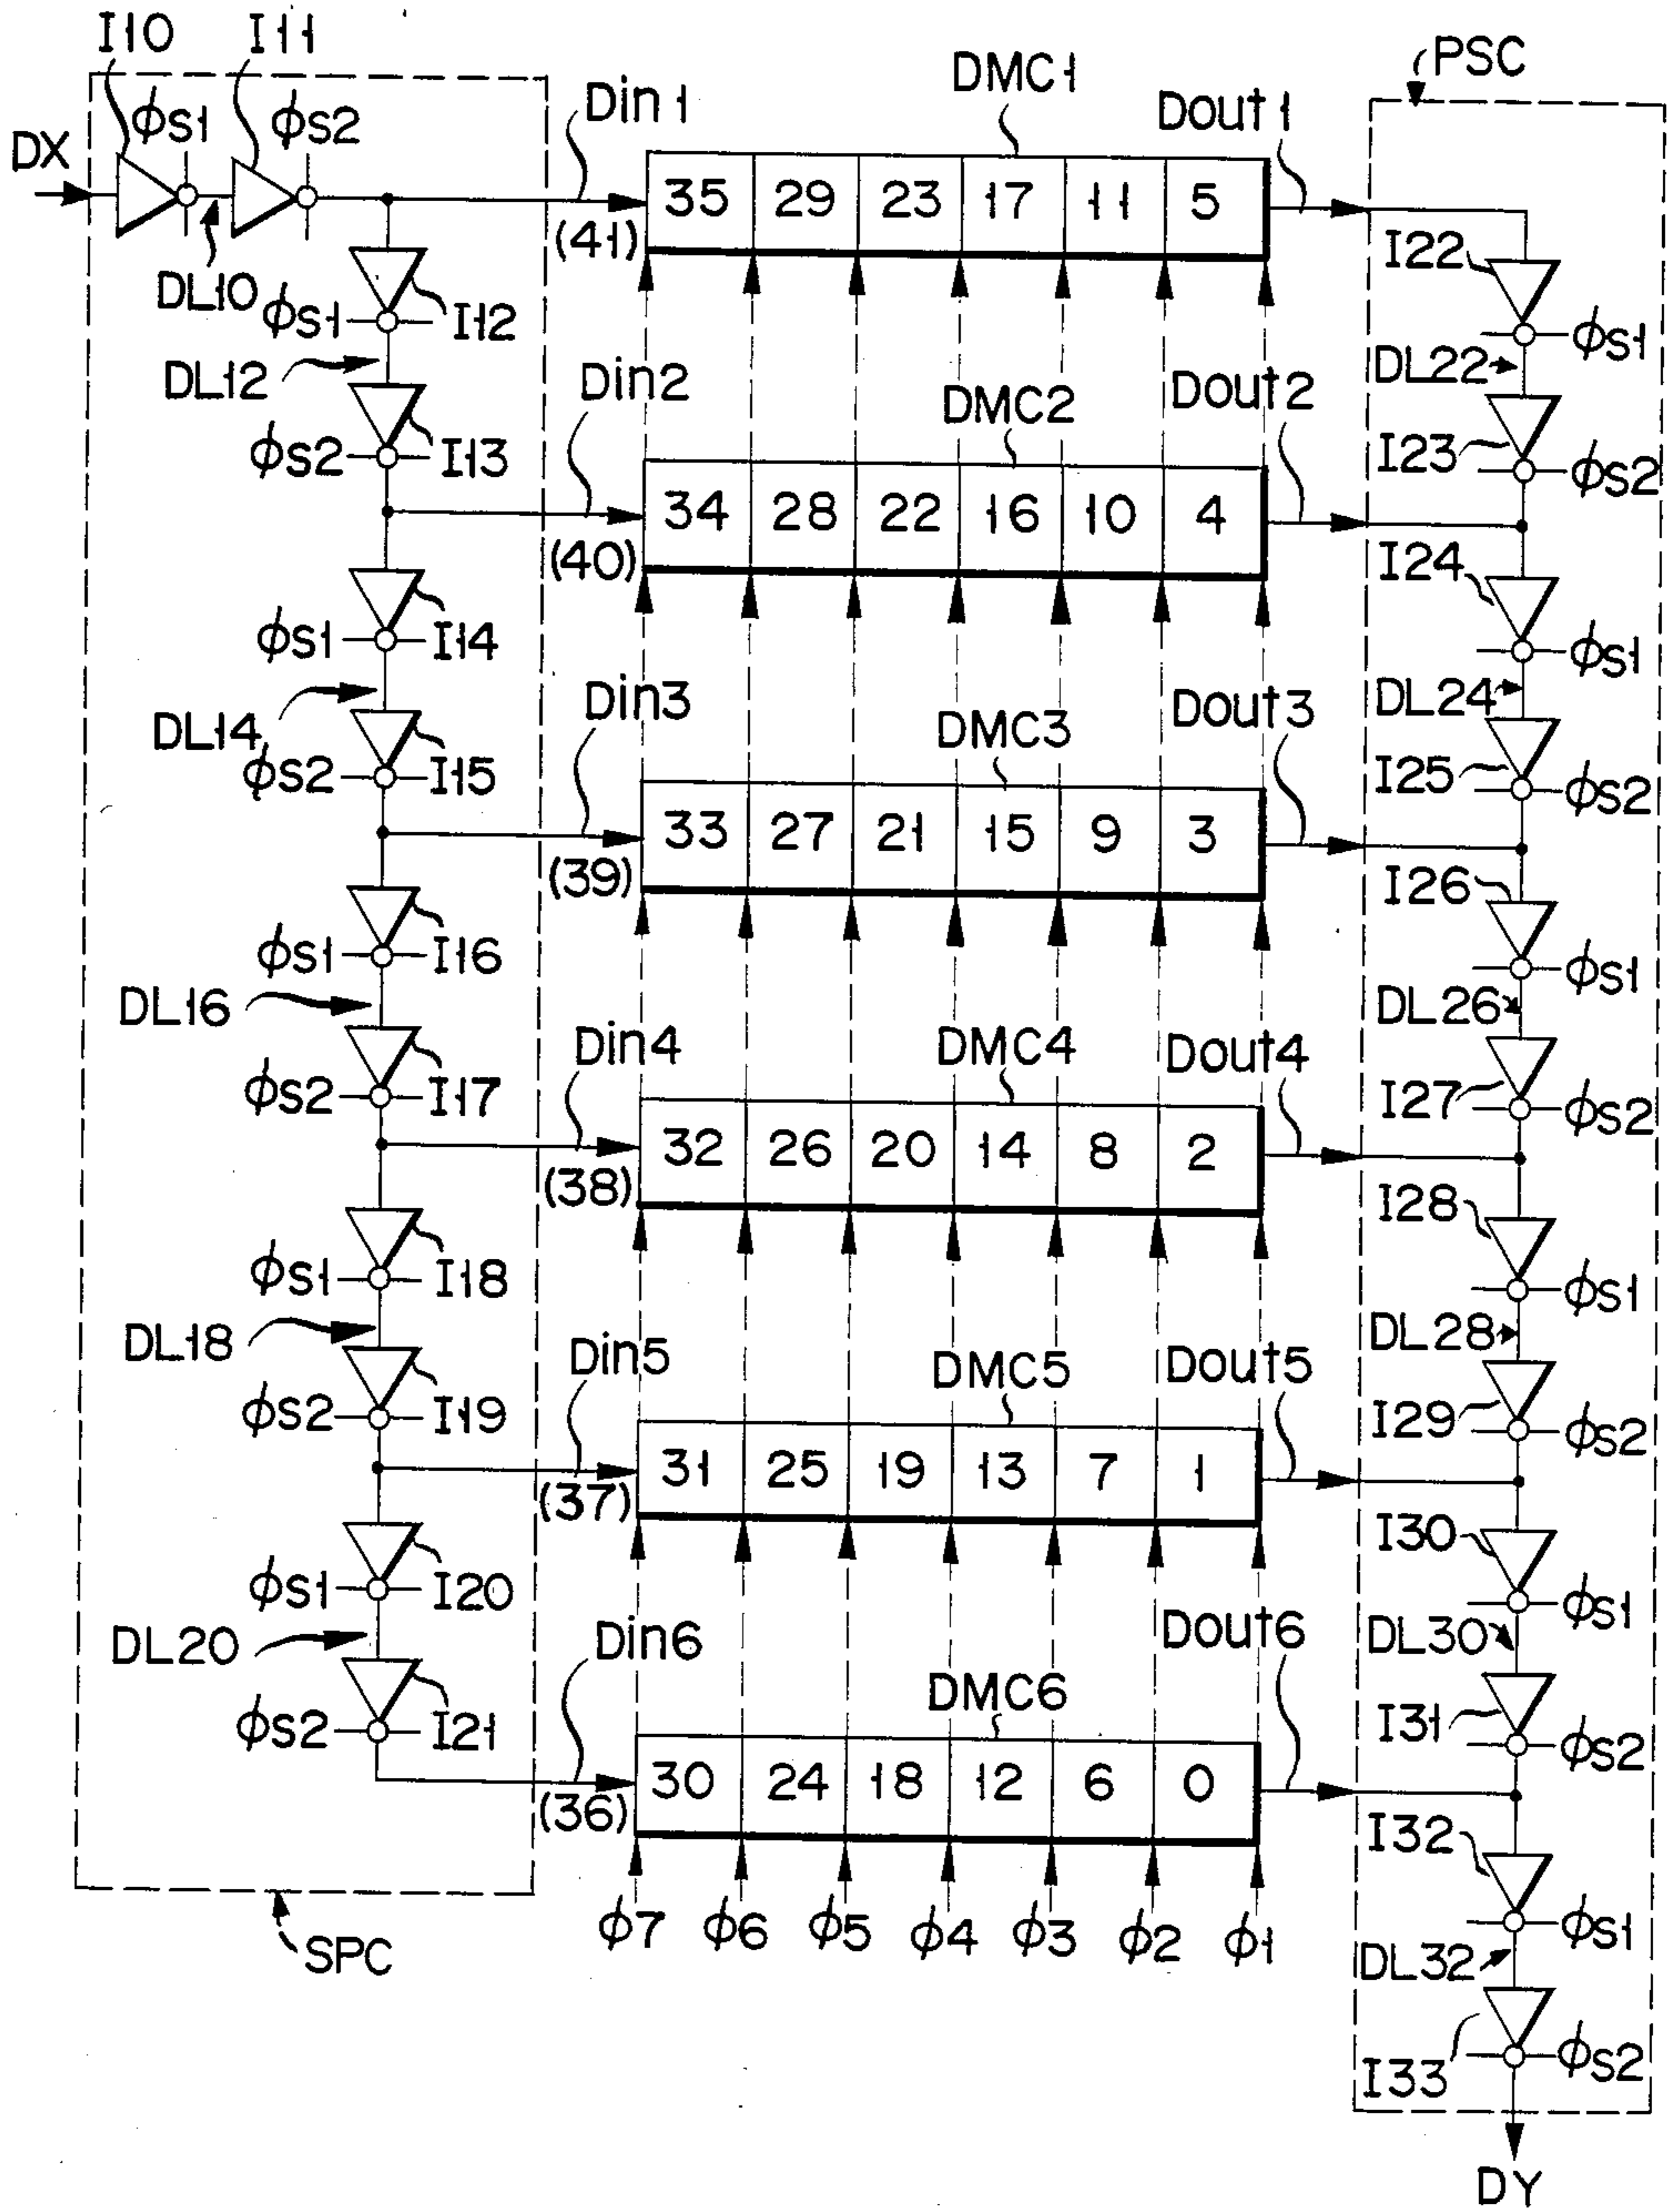 I10 I11
PSC
DMC1
Din1 Dout1
ϕS1 ϕS2
DX
35 29 23 17 11 5
(41)
I22
DL10
ϕS1 I12
ϕS1
DL12 DL22
Din2 DMC2 Dout2
ϕS2 I13
I23 ϕS2
34 28 22 16 10 4
(40)
I24
ϕS1 I14
ϕS1
DL14 DL24
Din3 DMC3 Dout3
ϕS2 I15
I25 ϕS2
33 27 21 15 9 3
(39)
I26
ϕS1 I16
ϕS1
DL16 DL26
Din4 DMC4 Dout4
ϕS2 I17
I27 ϕS2
32 26 20 14 8 2
(38)
I28
ϕS1 I18
ϕS1
DL18 DL28
Din5 DMC5 Dout5
ϕS2 I19
I29 ϕS2
31 25 19 13 7 1
(37)
I30
ϕS1 I20
ϕS1
DL20 DL30
Din6 DMC6 Dout6
ϕS2 I21
I31 ϕS2
30 24 18 12 6 0
(36)
I32
ϕ7 ϕ6 ϕ5 ϕ4 ϕ3 ϕ2 ϕ1
ϕS1
SPC
DL32
I33 ϕS2
DY